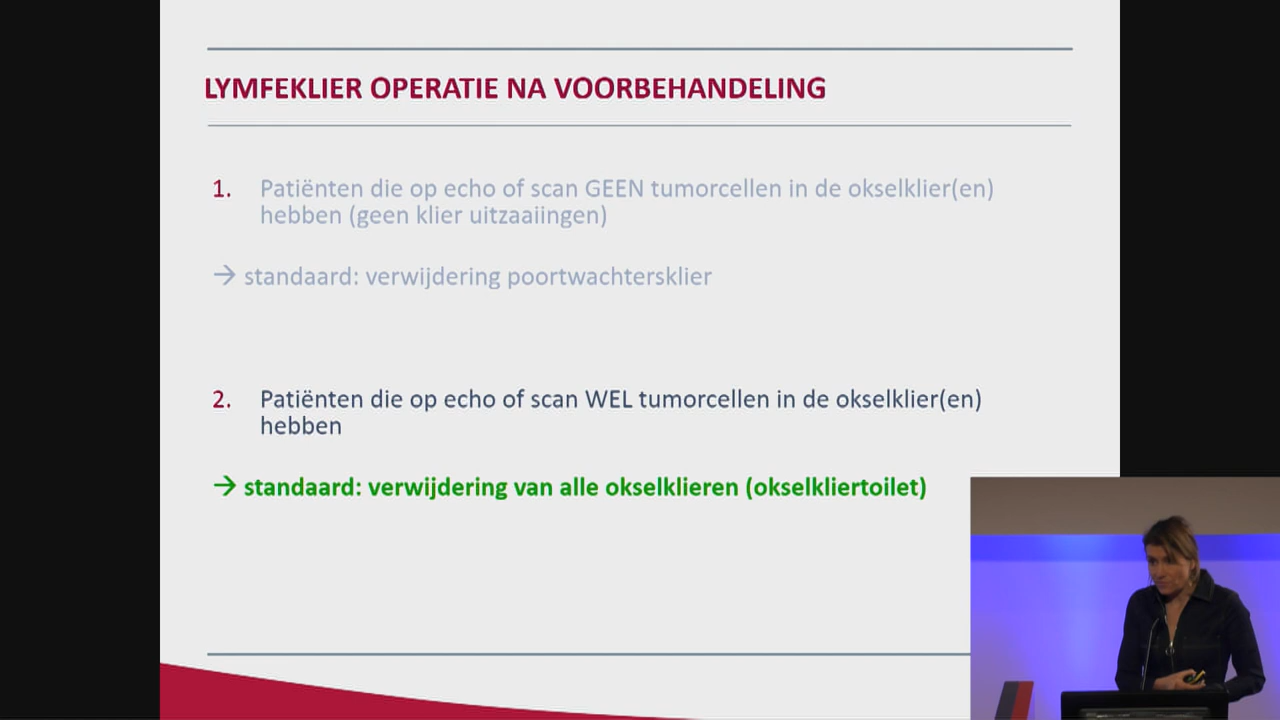 LYMFEKLIER OPERATIE NA VOORBEHANDELING
1. Patiënten die op echo of scan GEEN tumorcellen in de okselklier(en)
hebben (geen klier uitzaaiingen)
→ standaard: verwijdering poortwachtersklier
2. Patiënten die op echo of scan WEL tumorcellen in de okselklier(en)
hebben
→ standaard: verwijdering van alle okselklieren (okselkliertoilet)